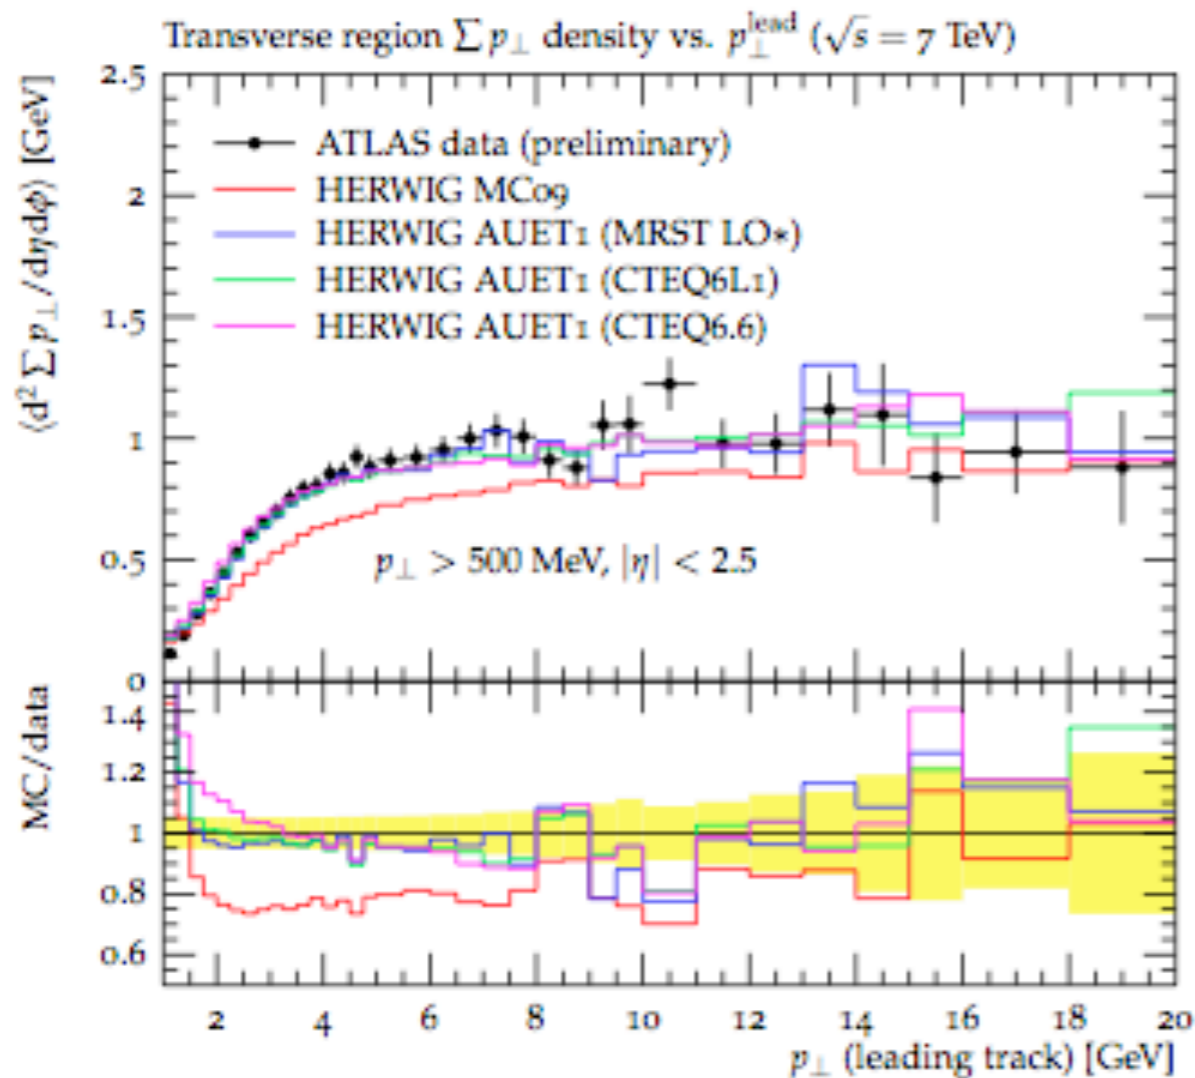 Transverse region ∑ p⊥ density vs. p⊥^lead (√s = 7 TeV)
⟨d² ∑ p⊥/dηdϕ⟩ [GeV]
2.5
2
1.5
1
0.5
0
ATLAS data (preliminary)
HERWIG MC09
HERWIG AUET1 (MRST LO*)
HERWIG AUET1 (CTEQ6L1)
HERWIG AUET1 (CTEQ6.6)
p⊥ > 500 MeV, |η| < 2.5
MC/data
1.4
1.2
1
0.8
0.6
2 4 6 8 10 12 14 16 18 20
p⊥ (leading track) [GeV]